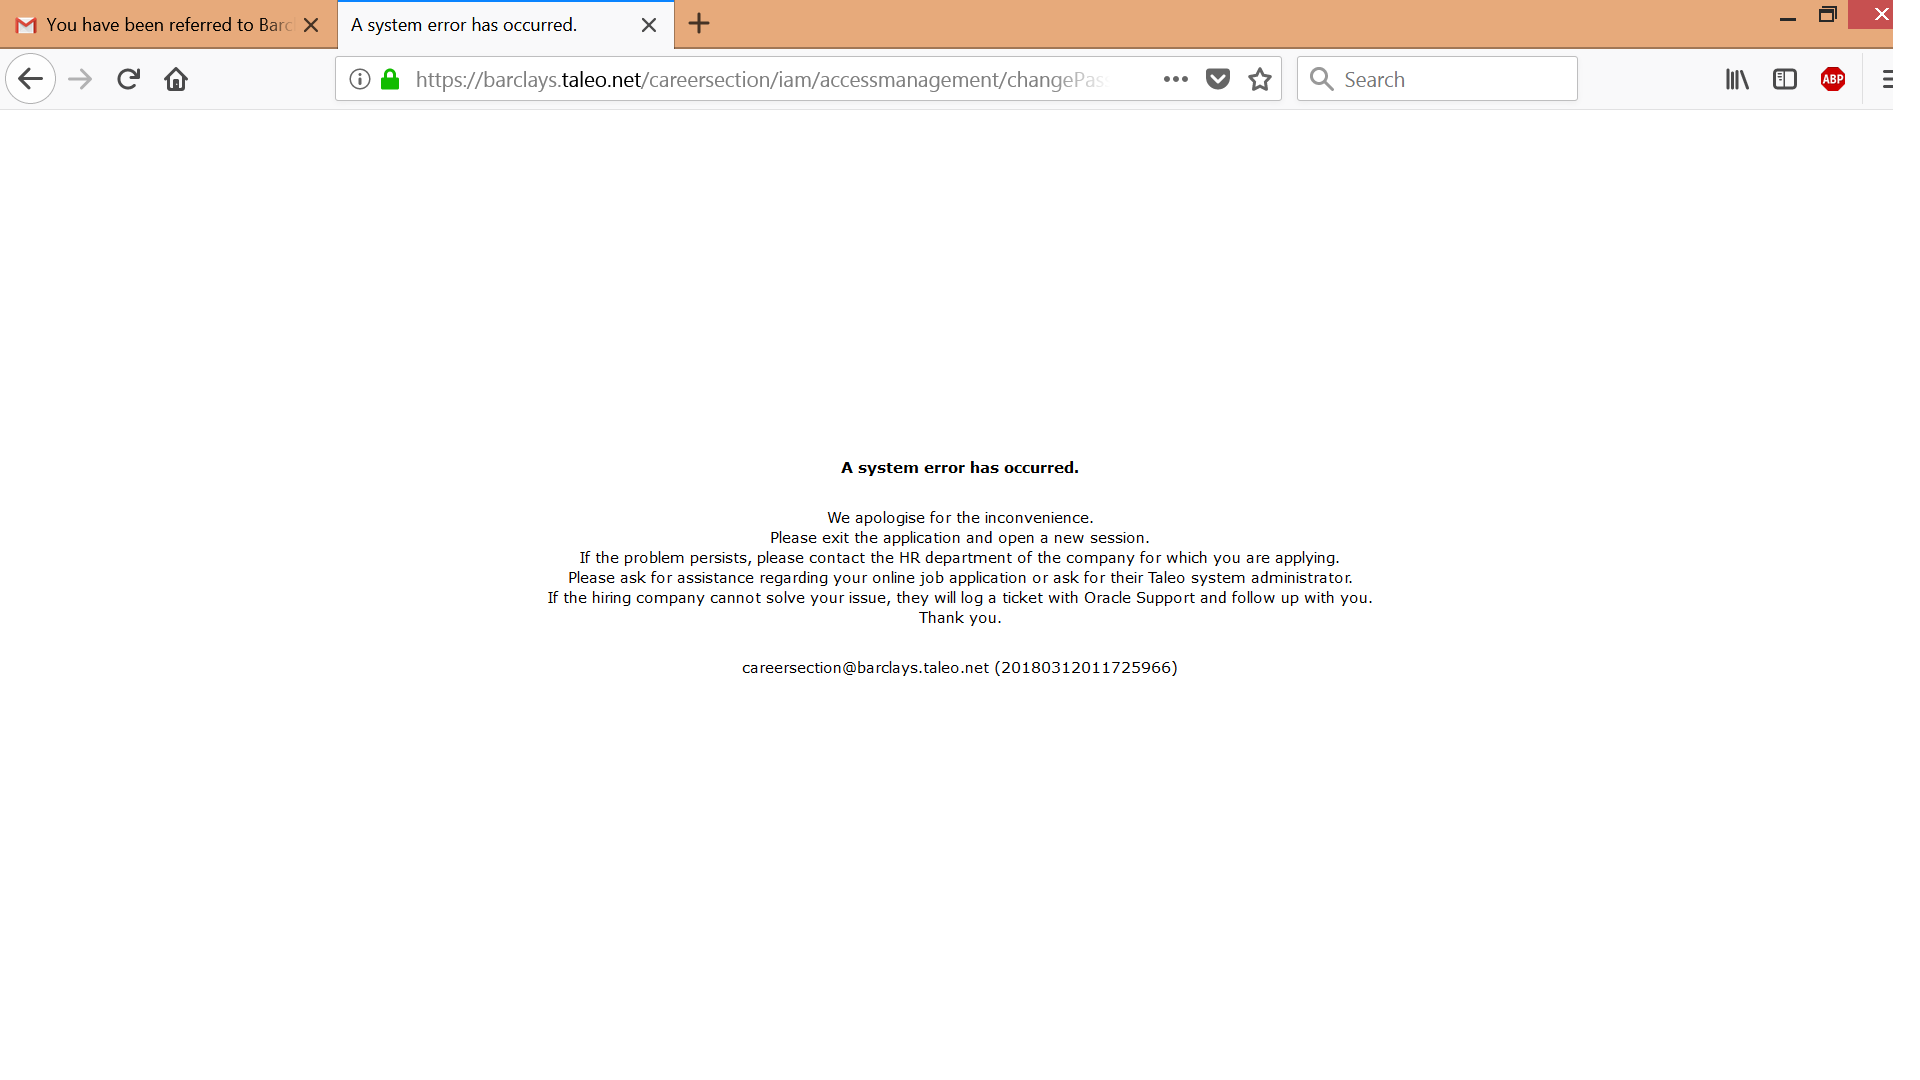 You have been referred to Barc
A system error has occurred.
https://barclays.taleo.net/careersection/iam/accessmanagement/changePas
Search
ABP
A system error has occurred.
We apologise for the inconvenience.
Please exit the application and open a new session.
If the problem persists, please contact the HR department of the company for which you are applying.
Please ask for assistance regarding your online job application or ask for their Taleo system administrator.
If the hiring company cannot solve your issue, they will log a ticket with Oracle Support and follow up with you.
Thank you.
careersection@barclays.taleo.net (20180312011725966)